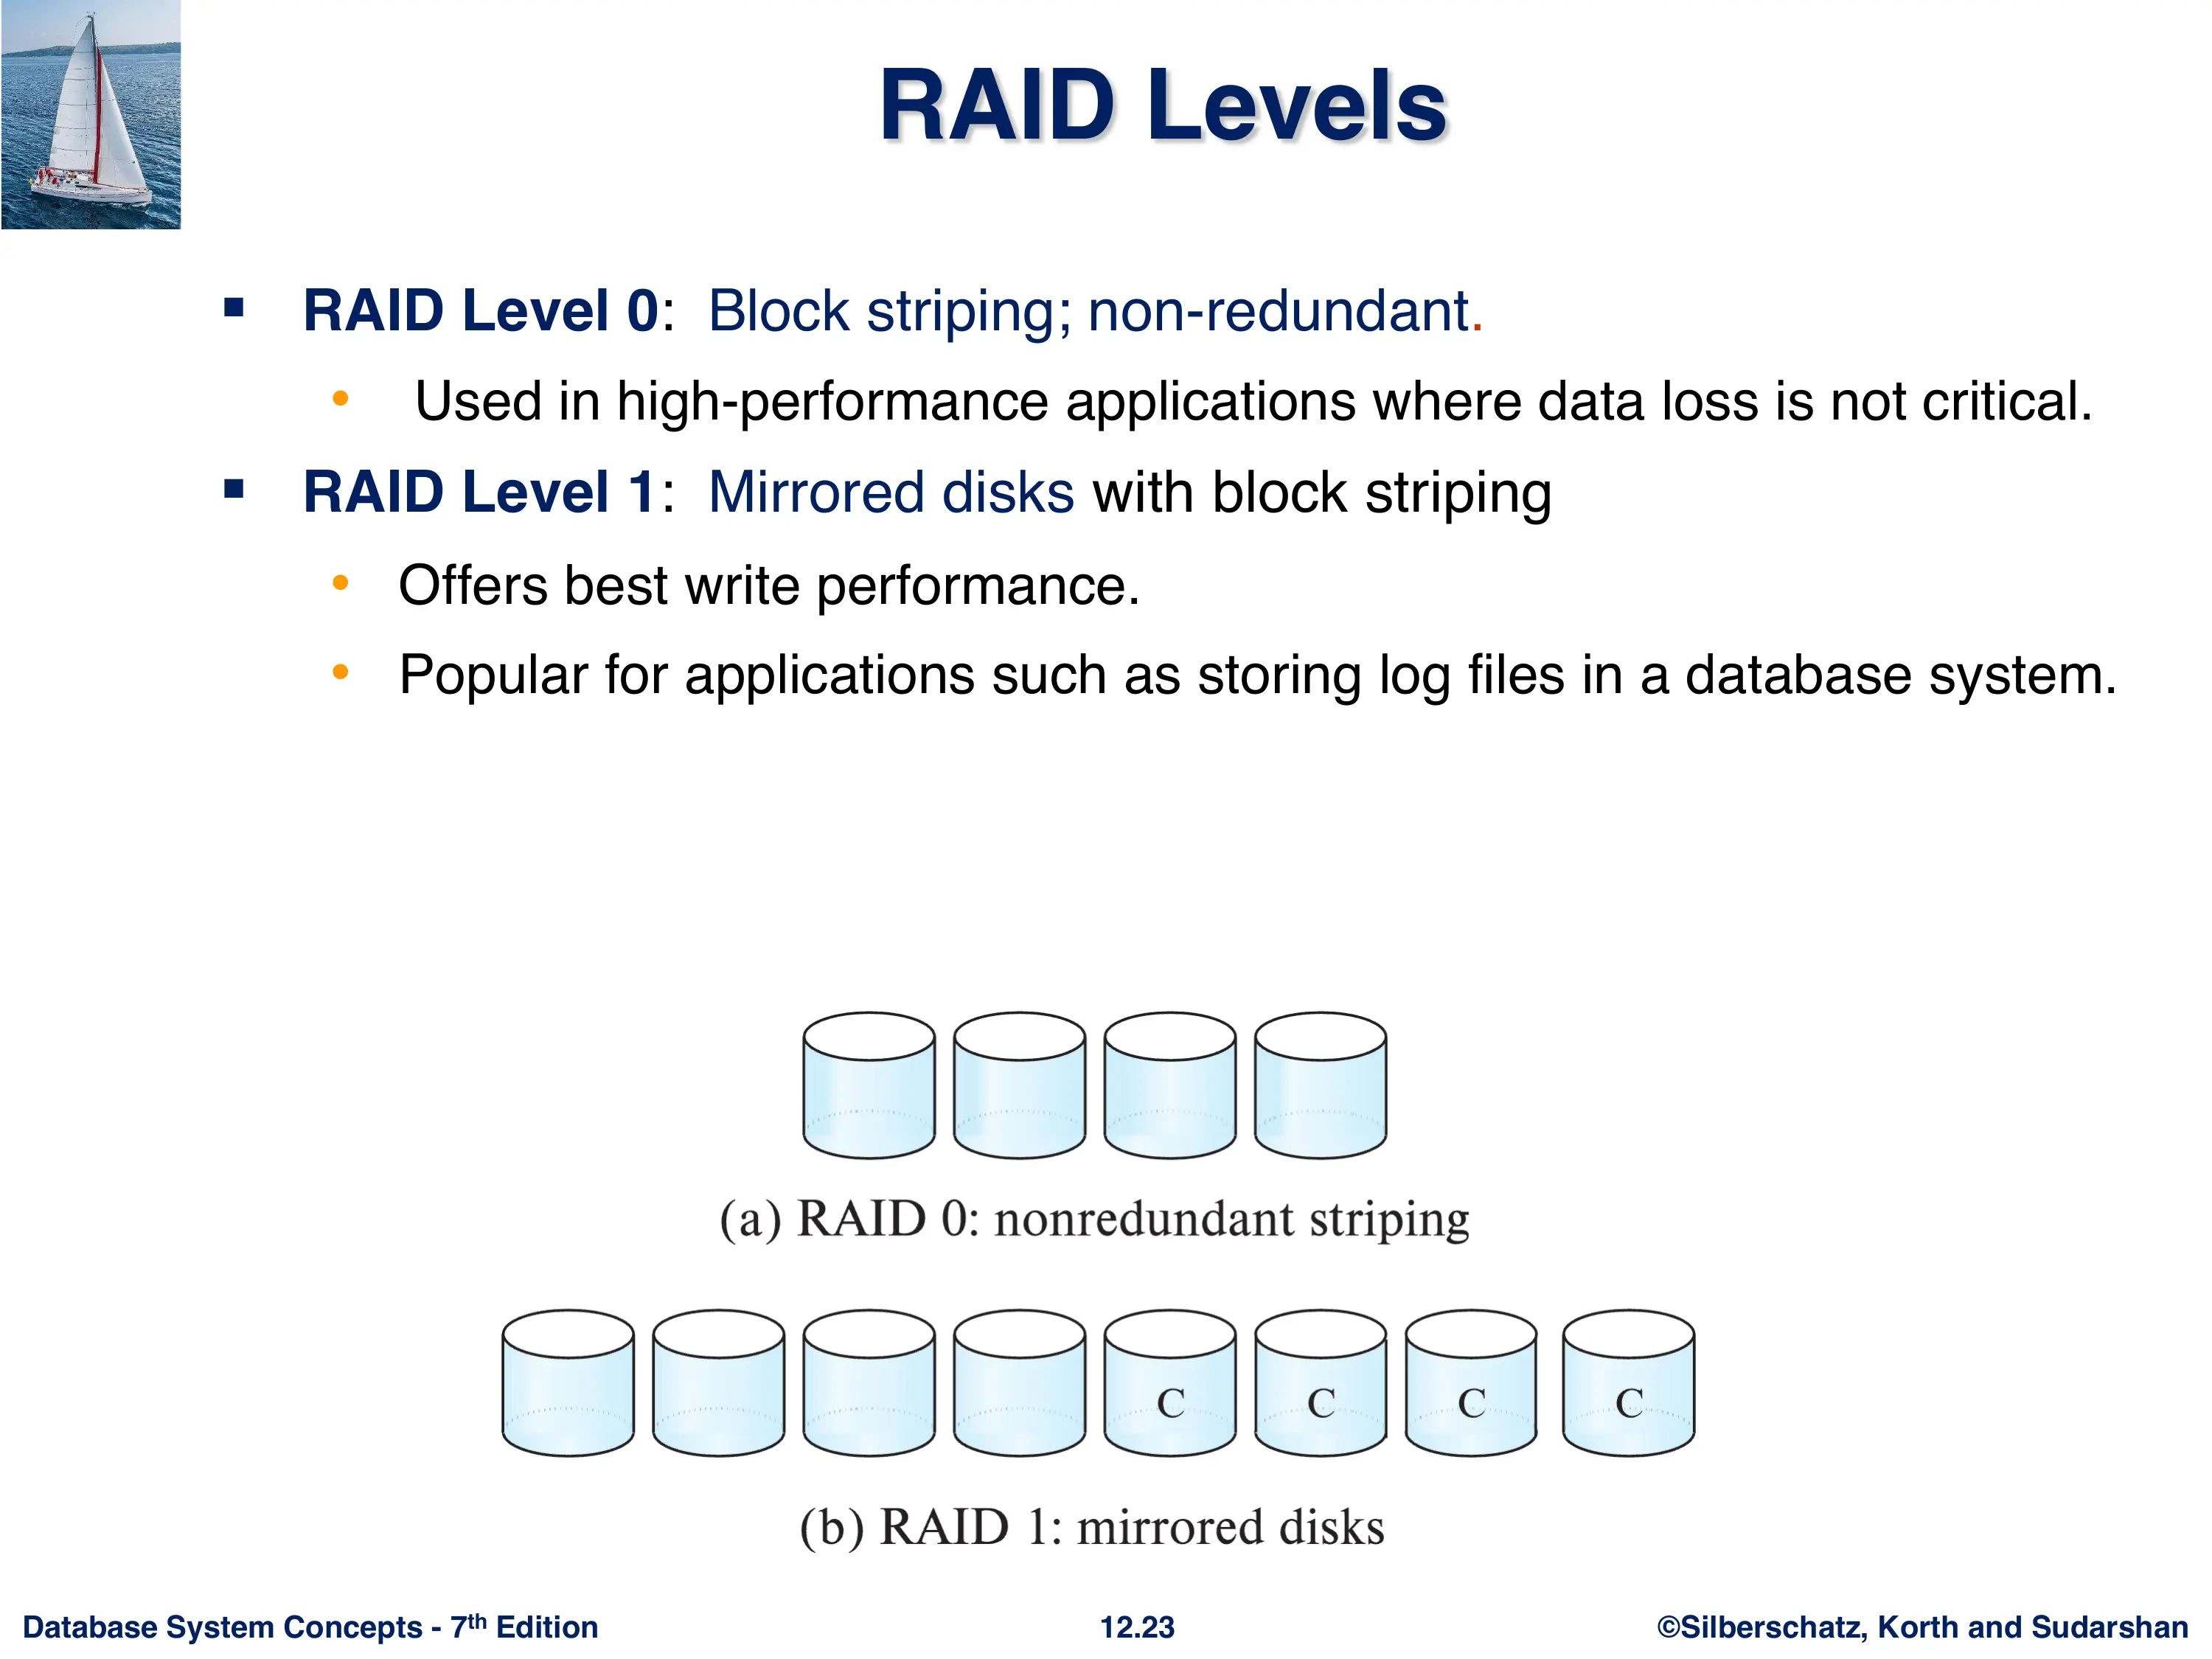 RAID Levels
▪ RAID Level 0: Block striping; non-redundant.
• Used in high-performance applications where data loss is not critical.
▪ RAID Level 1: Mirrored disks with block striping
• Offers best write performance.
• Popular for applications such as storing log files in a database system.
(a) RAID 0: nonredundant striping
C C C C
(b) RAID 1: mirrored disks
Database System Concepts - 7th Edition 12.23 ©Silberschatz, Korth and Sudarshan